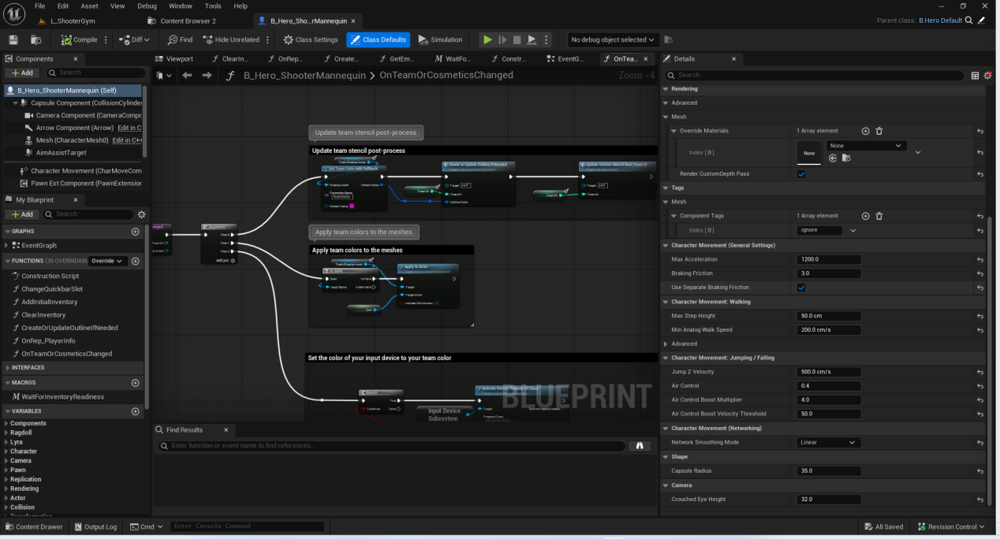 File Edit Asset View Debug Window Tools Help
L_ShooterGym
Content Browser 2
B_Hero_Sho...rMannequin
Parent class: B Hero Default
Compile
Diff
Find
Hide Unrelated
Class Settings
Class Defaults
Simulation
No debug object selected
Components
Add
Search
B_Hero_ShooterMannequin (Self)
Capsule Component (CollisionCylinder
Camera Component (CameraCompo
Arrow Component (Arrow) Edit in C
Mesh (CharacterMesh0) Edit in C++
AimAssistTarget
Character Movement (CharMoveCom
Pawn Ext Component (PawnExtension
My Blueprint
Add
Search
GRAPHS
EventGraph
FUNCTIONS (39 OVERRIDABL Override
Construction Script
ChangeQuickbarSlot
AddInitialInventory
ClearInventory
CreateOrUpdateOutlineIfNeeded
OnRep_PlayerInfo
OnTeamOrCosmeticsChanged
INTERFACES
MACROS
WaitForInventoryReadiness
VARIABLES
Components
Ragdoll
Lyra
Character
Camera
Pawn
Replication
Rendering
Actor
Collision
Viewport
ClearIn...
OnRep...
Create...
GetEm...
WaitFo...
Constr...
EventG...
OnTea...
B_Hero_ShooterMannequin > OnTeamOrCosmeticsChanged
Zoom -4
Update team stencil post-process
Update team stencil post-process
Team Display Asset
Get Team Color with Fallback
Display Asset
Return Value
Parameter Name
TeamColor
Default Value
Create or Update Outline if Needed
Target self
Team ID
Team ID
Outline Color
Update Custom Stencil from Team ID
Target self
Team ID
Team Id
Sequence
Then 0
Then 1
Then 2
Add pin
Apply team colors to the meshes
Apply team colors to the meshes
Team Display Asset
Is Valid
Exec
Is Valid
Input Object
Is Not Valid
Self
Apply to Actor
Target
Target Actor
Include Child Actors
Set the color of your input device to your team color
Branch
True
Condition
False
Input Device
Subsystem
Activate Device Property Of Class
Target
Device Property Handle
Property Class
BLUEPRINT
Find Results
Enter function or event name to find references...
Details
Search
Rendering
Advanced
Mesh
Override Materials 1 Array element
Index [ 0 ] None None
Render CustomDepth Pass
Tags
Mesh
Component Tags 1 Array element
Index [ 0 ] ignore
Character Movement (General Settings)
Max Acceleration 1200.0
Braking Friction 3.0
Use Separate Braking Friction
Character Movement: Walking
Max Step Height 50.0 cm
Min Analog Walk Speed 200.0 cm/s
Advanced
Character Movement: Jumping / Falling
Jump Z Velocity 500.0 cm/s
Air Control 0.4
Air Control Boost Multiplier 4.0
Air Control Boost Velocity Threshold 50.0
Character Movement (Networking)
Network Smoothing Mode Linear
Shape
Capsule Radius 35.0
Camera
Crouched Eye Height 32.0
Content Drawer
Output Log
Cmd
Enter Console Command
All Saved
Revision Control